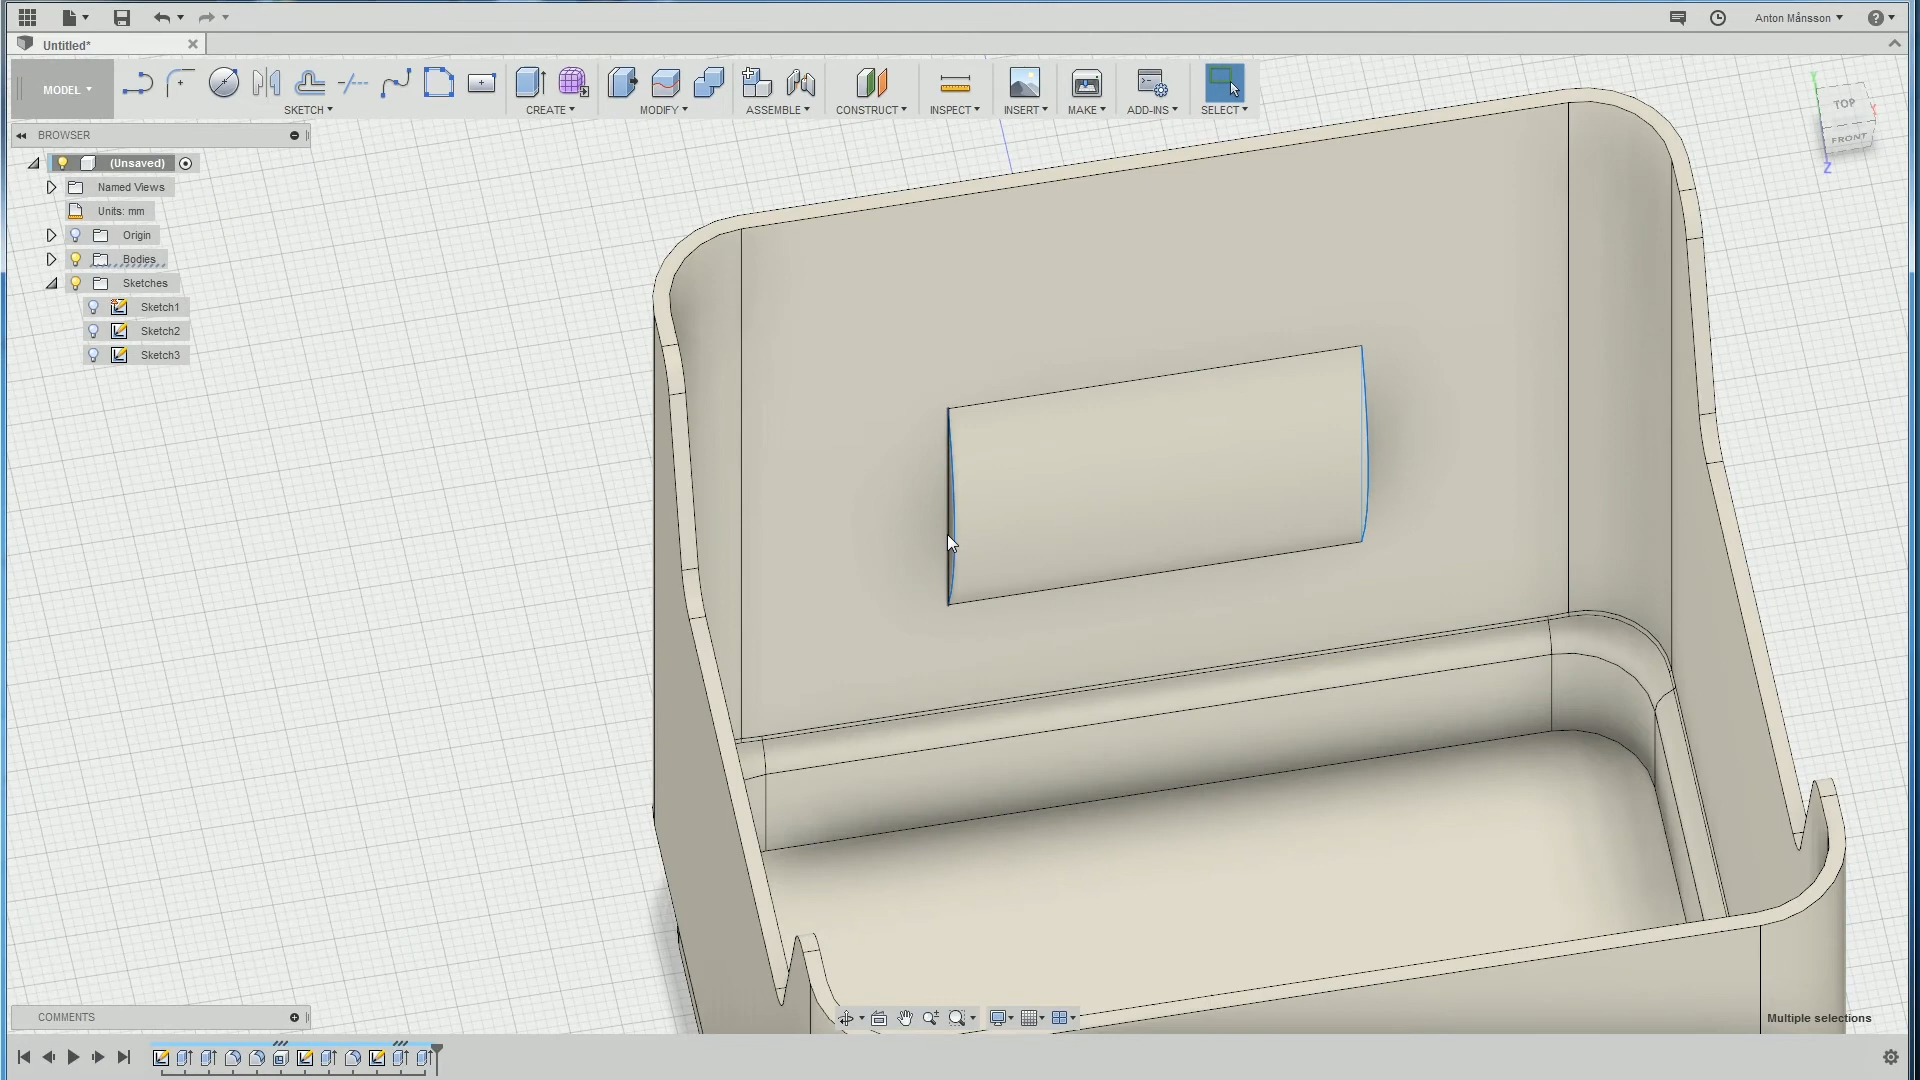 Anton Månsson
Untitled*
MODEL
SKETCH
CREATE
MODIFY
ASSEMBLE
CONSTRUCT
INSPECT
INSERT
MAKE
ADD-INS
SELECT
BROWSER
(Unsaved)
Named Views
Units: mm
Origin
Bodies
Sketches
Sketch1
Sketch2
Sketch3
Y
TOP
FRONT
Z
COMMENTS
Multiple selections